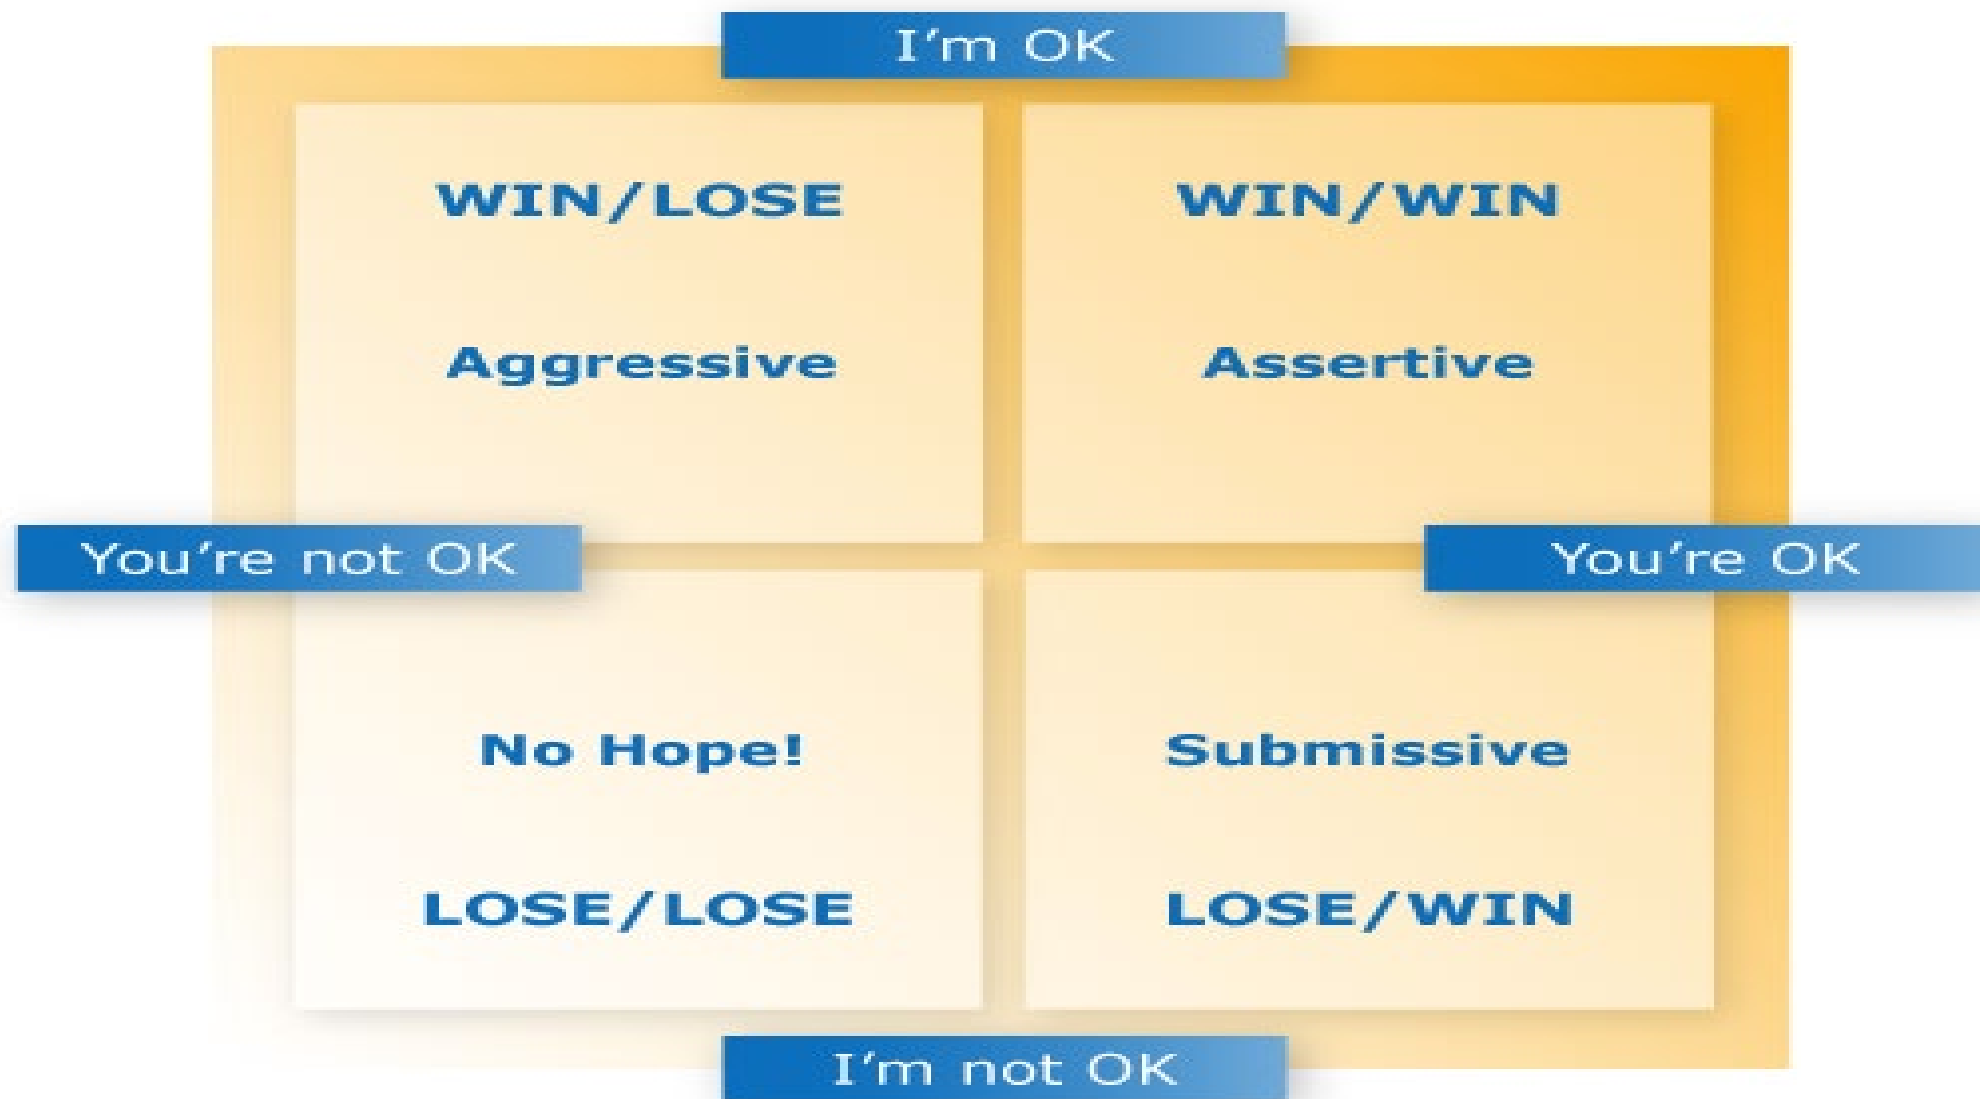 I’m OK
WIN/LOSE
WIN/WIN
Aggressive
Assertive
You’re not OK
You’re OK
No Hope!
Submissive
LOSE/LOSE
LOSE/WIN
I’m not OK